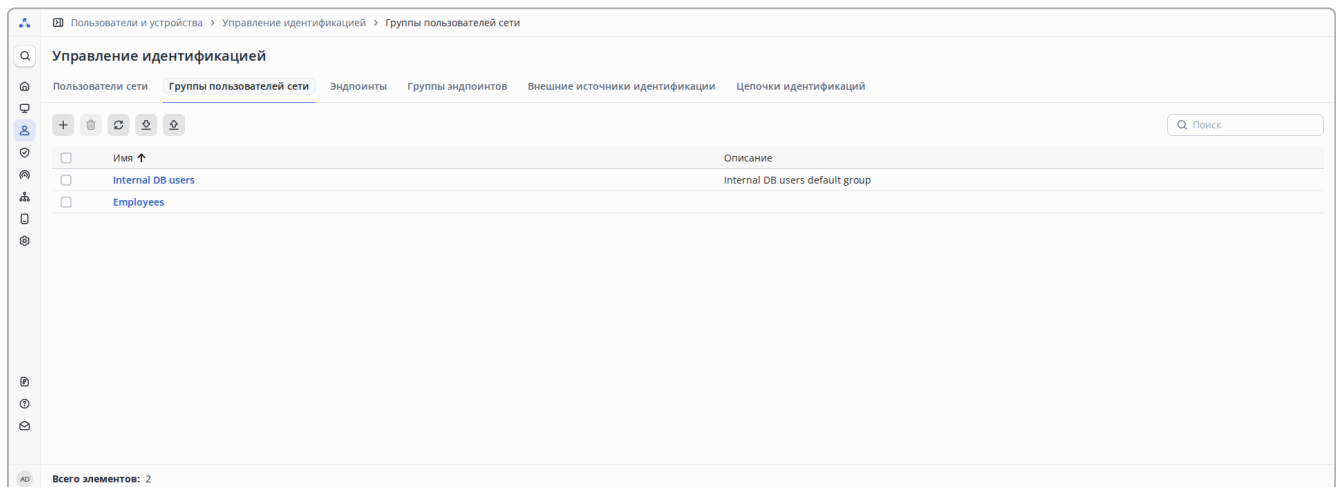 Пользователи и устройства > Управление идентификацией > Группы пользователей сети
Управление идентификацией
Пользователи сети Группы пользователей сети Эндпоинты Группы эндпоинтов Внешние источники идентификации Цепочки идентификаций
Поиск
Имя Описание
Internal DB users Internal DB users default group
Employees
AD Всего элементов: 2